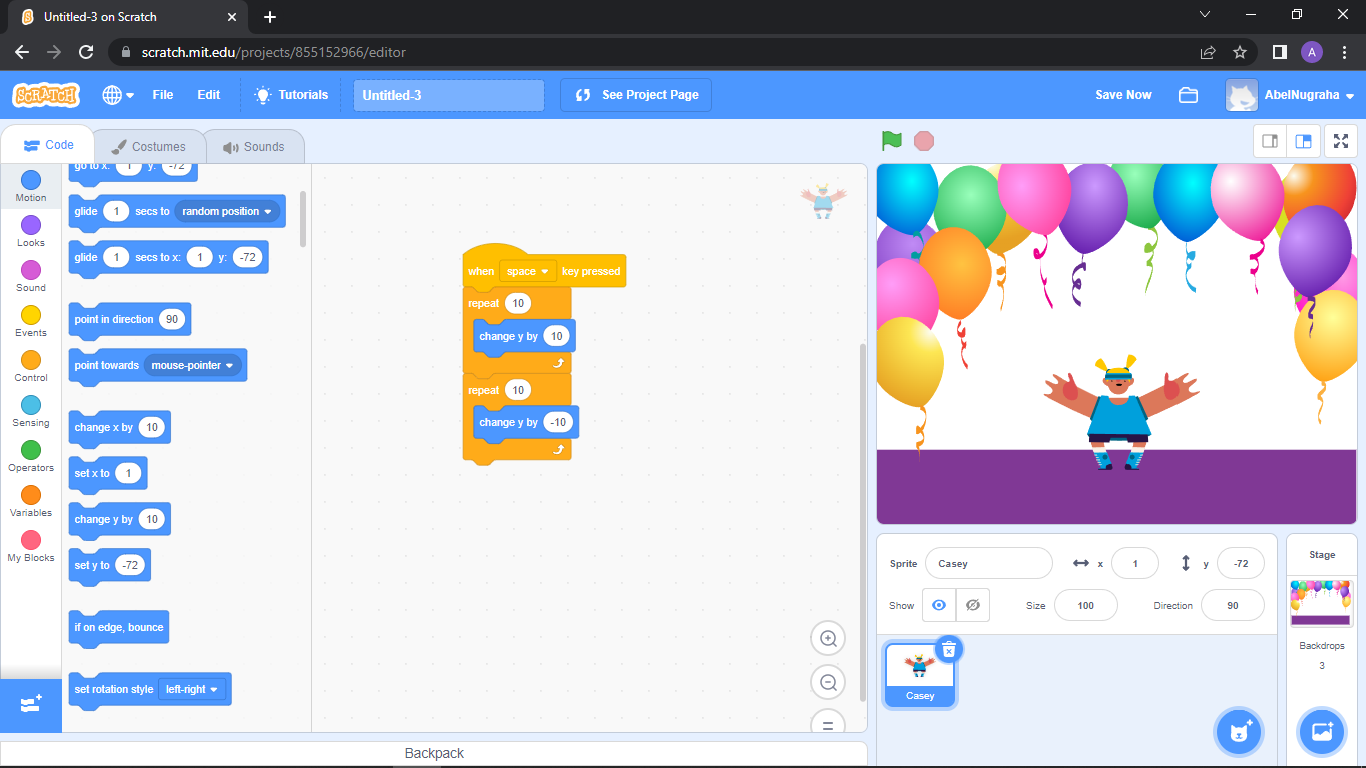 Untitled-3 on Scratch
scratch.mit.edu/projects/855152966/editor
A
SCRATCH
File
Edit
Tutorials
Untitled-3
See Project Page
Save Now
AbelNugraha
Code
Costumes
Sounds
Motion
Looks
Sound
Events
Control
Sensing
Operators
Variables
My Blocks
go to x: 1 y: -72
glide 1 secs to random position
glide 1 secs to x: 1 y: -72
point in direction 90
point towards mouse-pointer
change x by 10
set x to 1
change y by 10
set y to -72
if on edge, bounce
set rotation style left-right
when space key pressed
repeat 10
change y by 10
repeat 10
change y by -10
Backpack
Sprite Casey x 1 y -72
Show Size 100 Direction 90
Casey
Stage
Backdrops
3